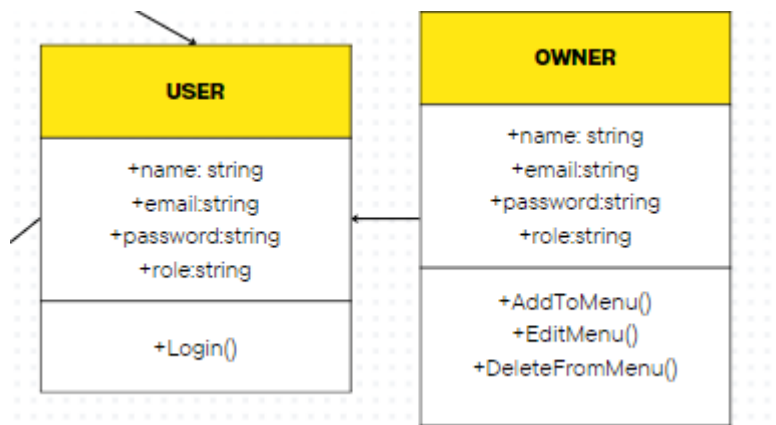 USER
+name: string
+email:string
+password:string
+role:string
+Login()
OWNER
+name: string
+email:string
+password:string
+role:string
+AddToMenu()
+EditMenu()
+DeleteFromMenu()